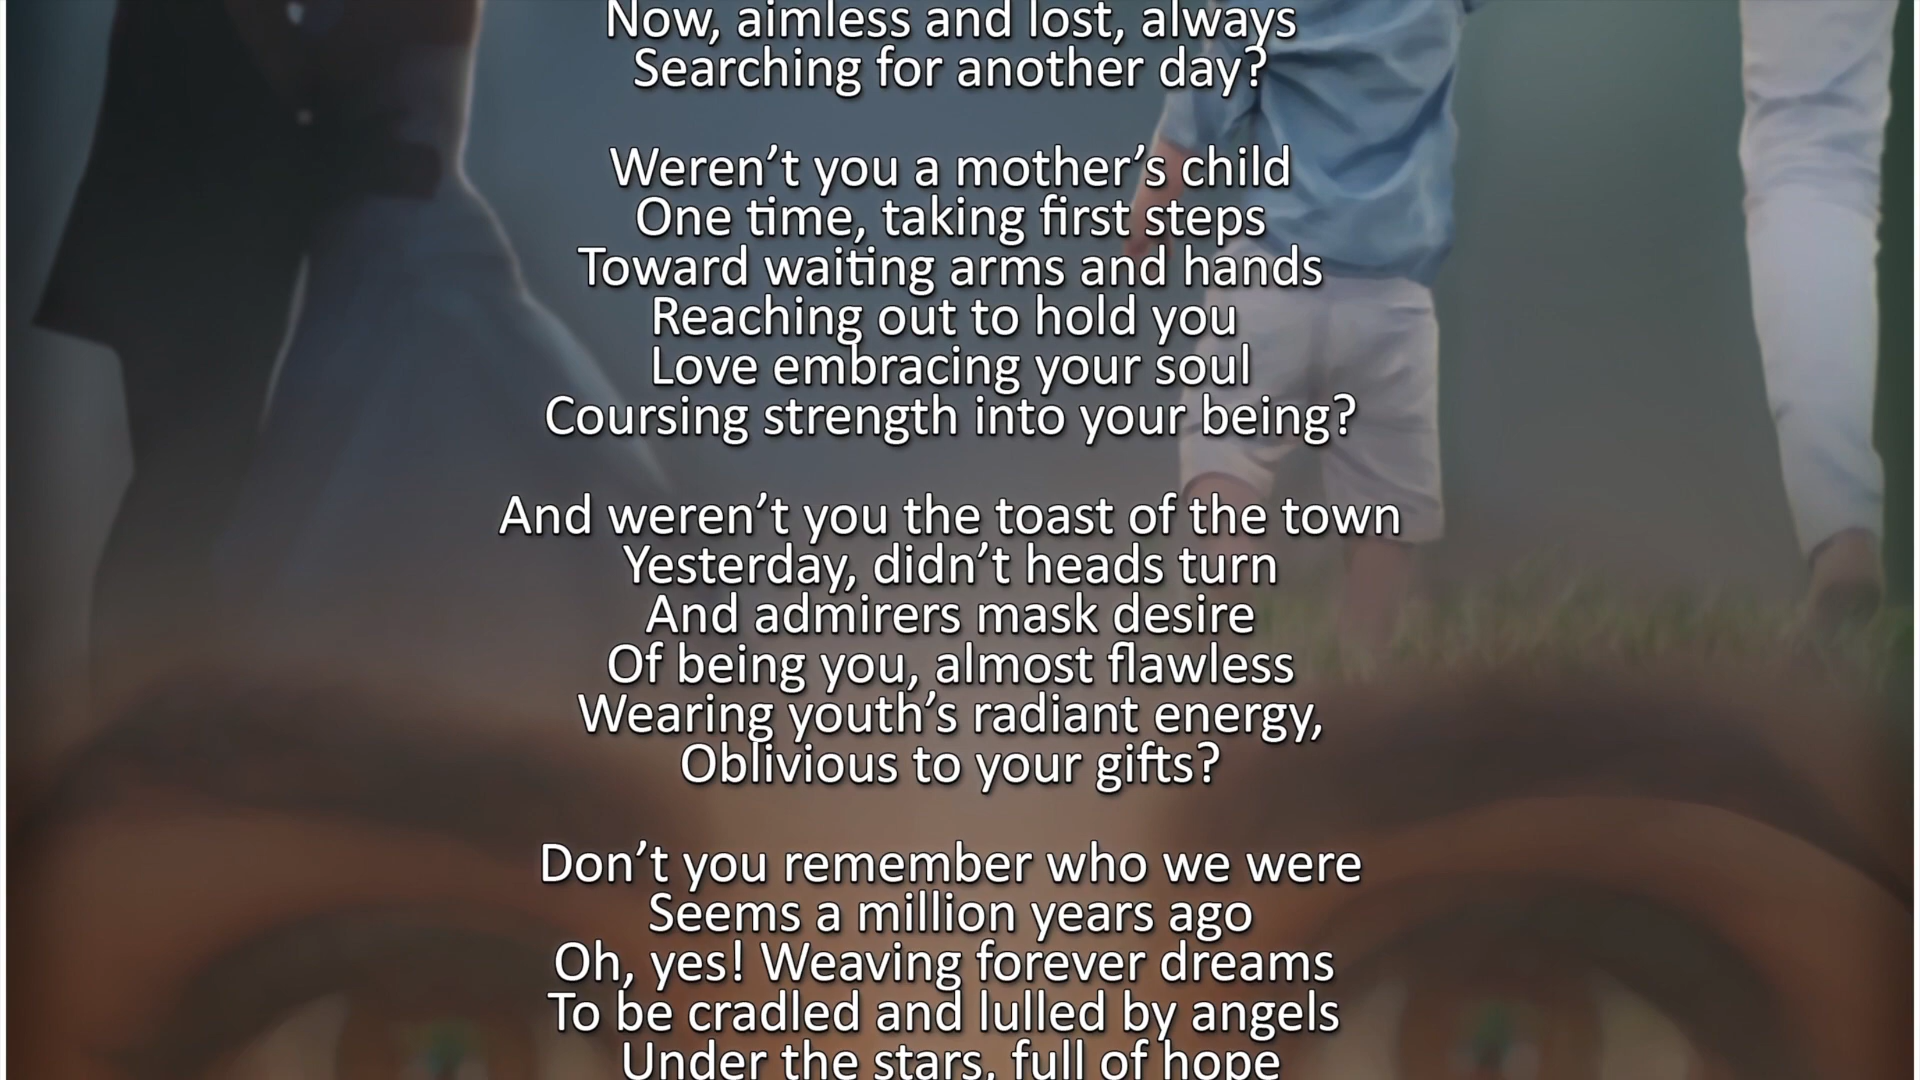 Now, aimless and lost, always
Searching for another day?
Weren’t you a mother’s child
One time, taking first steps
Toward waiting arms and hands
Reaching out to hold you
Love embracing your soul
Coursing strength into your being?
And weren’t you the toast of the town
Yesterday, didn’t heads turn
And admirers mask desire
Of being you, almost flawless
Wearing youth’s radiant energy,
Oblivious to your gifts?
Don’t you remember who we were
Seems a million years ago
Oh, yes! Weaving forever dreams
To be cradled and lulled by angels
Under the stars, full of hope